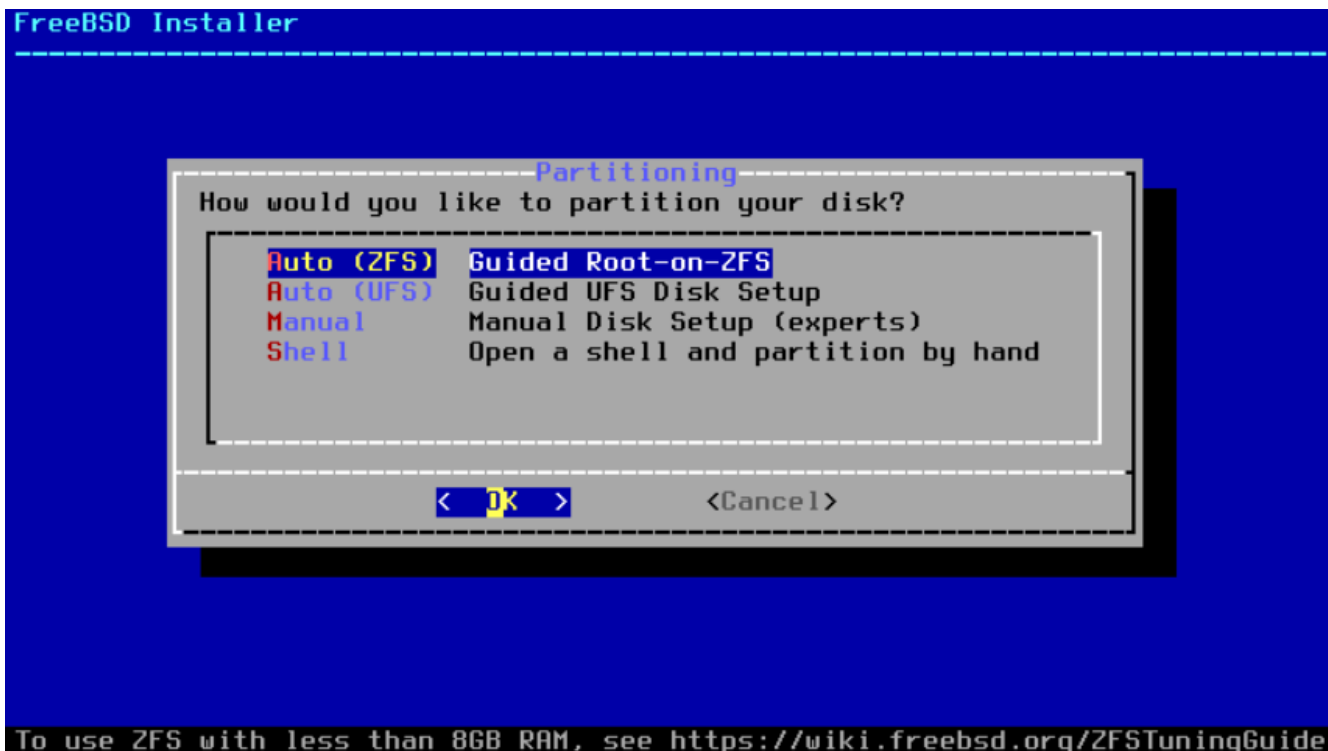 FreeBSD Installer
Partitioning
How would you like to partition your disk?
Auto (ZFS) Guided Root-on-ZFS
Auto (UFS) Guided UFS Disk Setup
Manual Manual Disk Setup (experts)
Shell Open a shell and partition by hand
< OK > <Cancel>
To use ZFS with less than 8GB RAM, see https://wiki.freebsd.org/ZFSTuningGuide